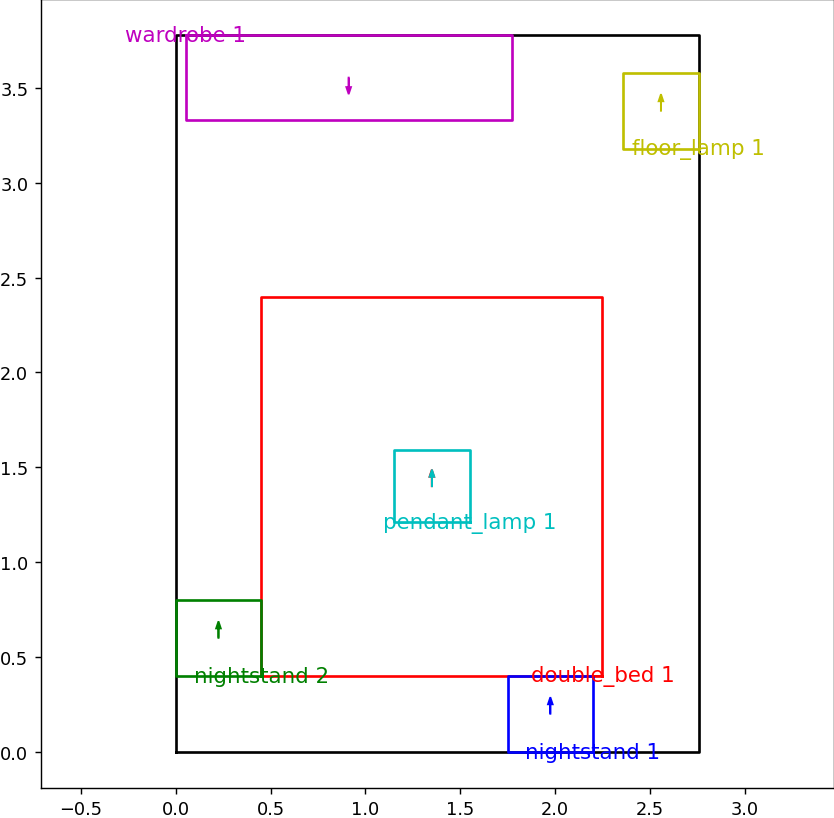 wardrobe 1
3.5
floor_lamp 1
3.0
2.5
2.0
1.5
pendant_lamp 1
1.0
nightstand 2
double_bed 1
0.5
nightstand 1
0.0
−0.5 0.0 0.5 1.0 1.5 2.0 2.5 3.0